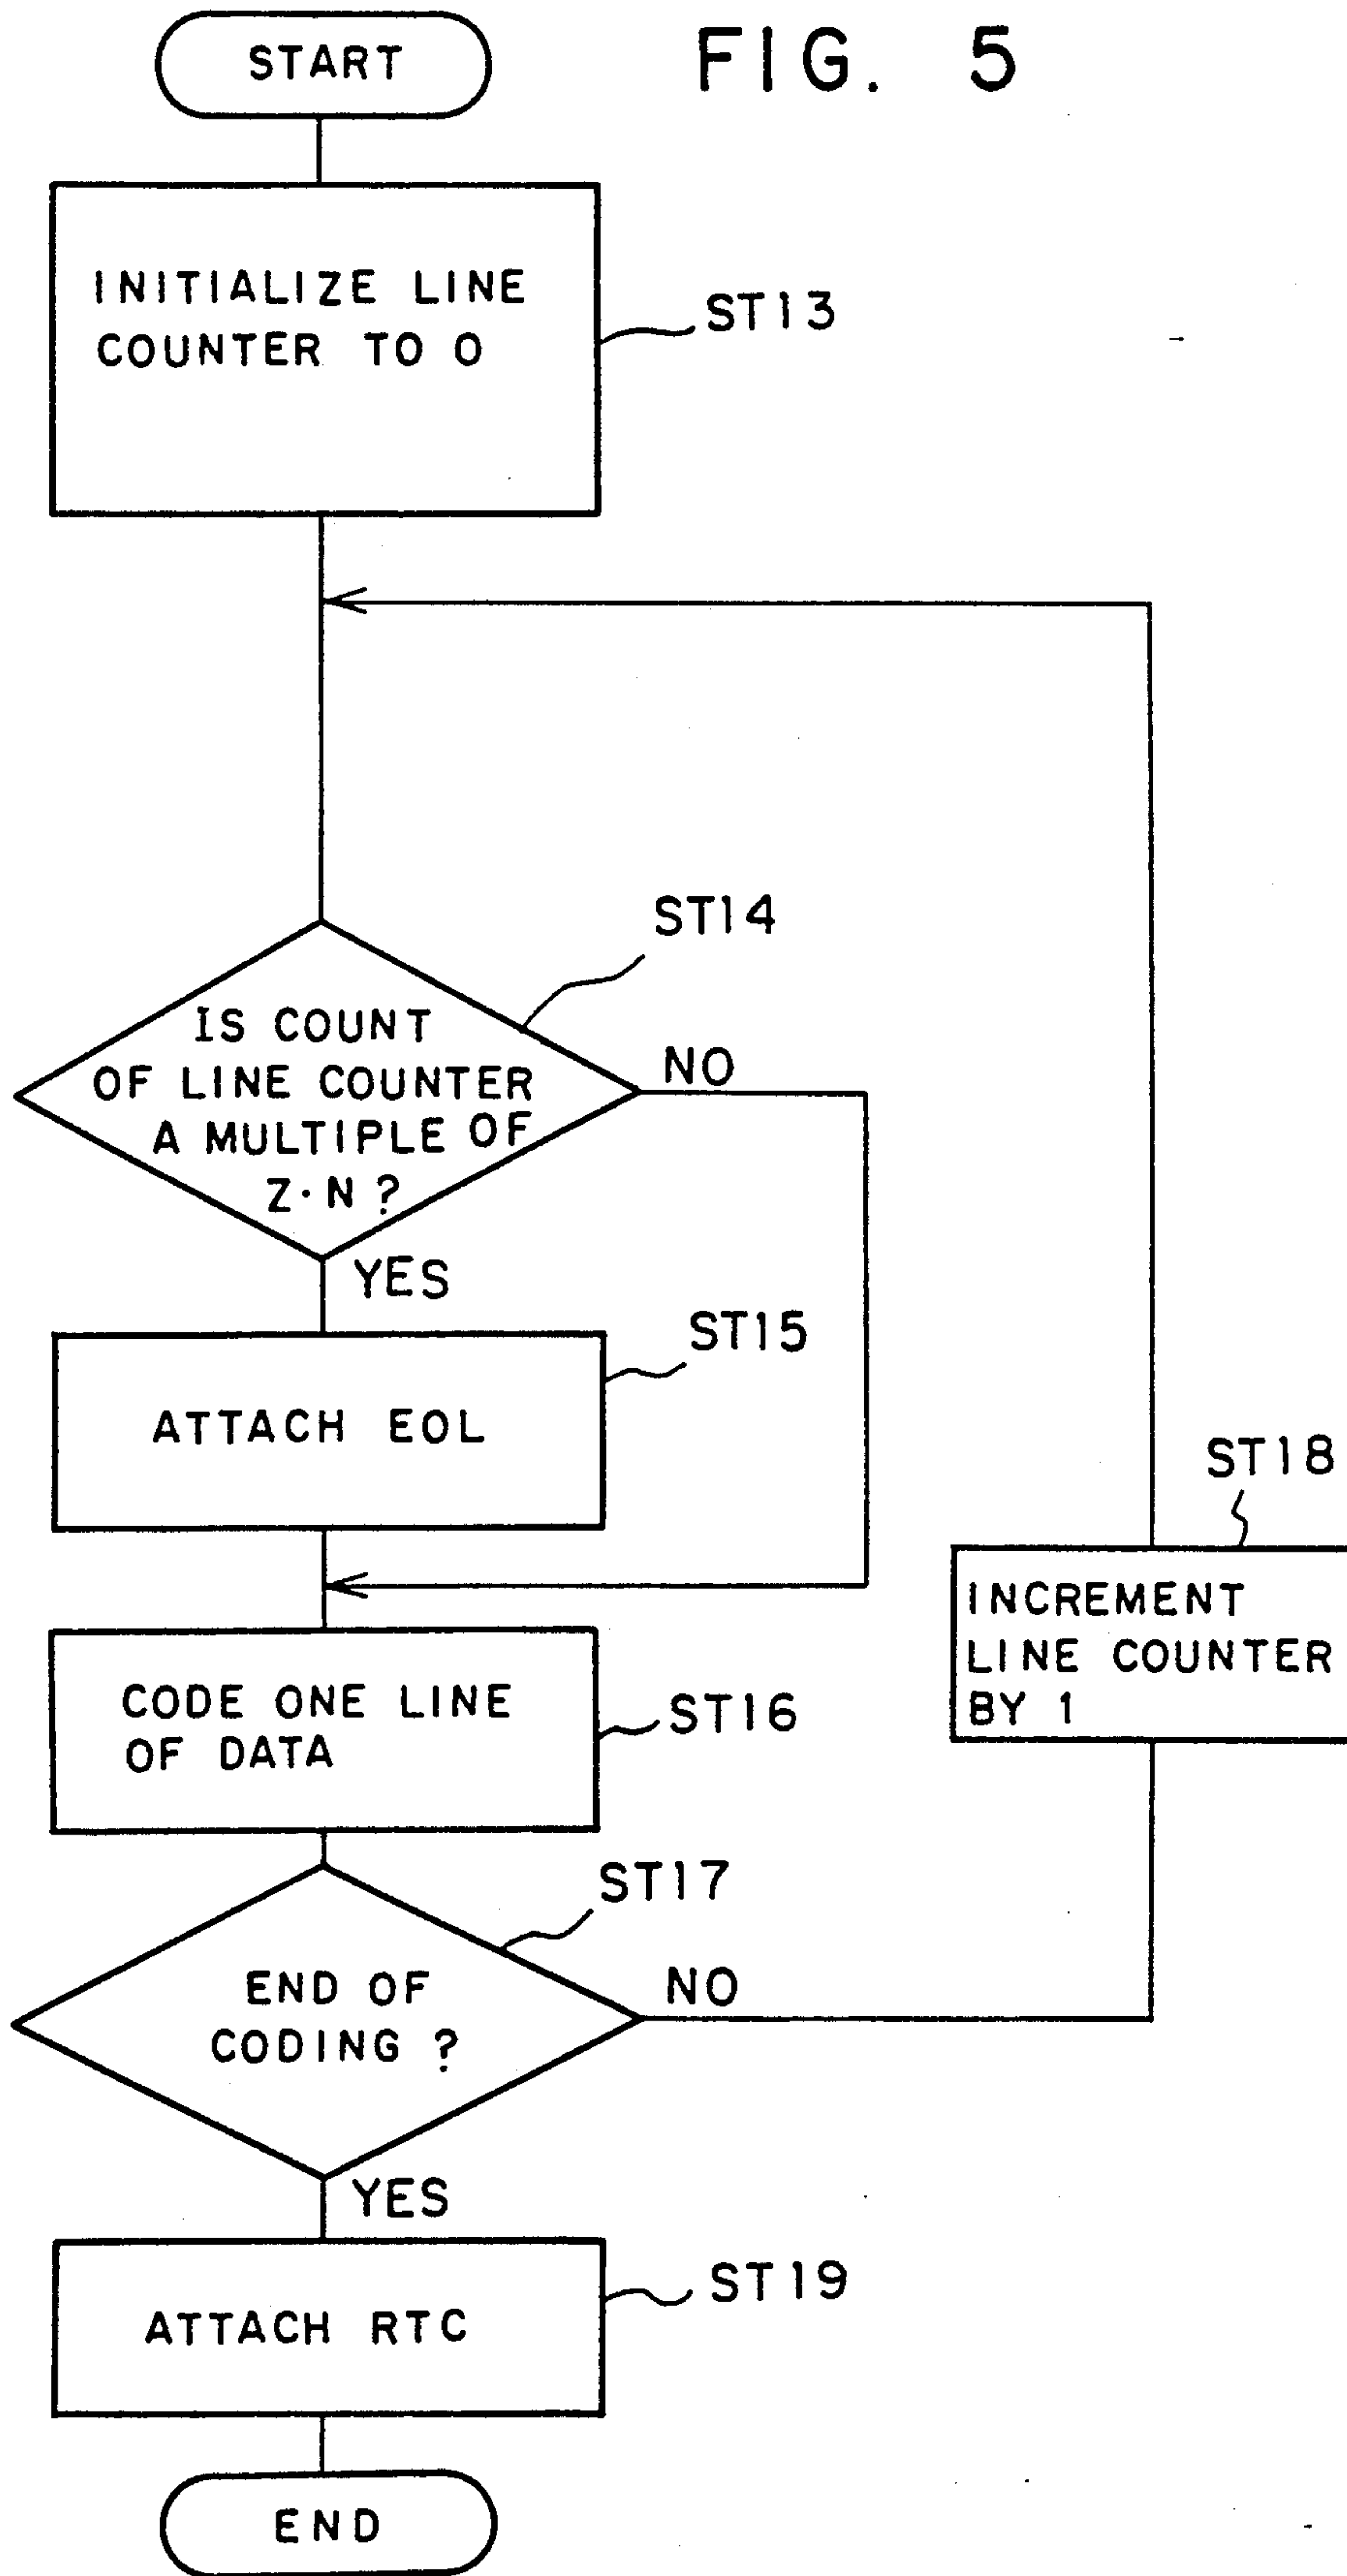 START
FIG. 5
INITIALIZE LINE
COUNTER TO 0
ST13
ST14
IS COUNT
OF LINE COUNTER
A MULTIPLE OF
Z·N ?
NO
YES
ST15
ATTACH EOL
ST18
INCREMENT
LINE COUNTER
BY 1
CODE ONE LINE
OF DATA
ST16
ST17
END OF
CODING ?
NO
YES
ATTACH RTC
ST19
END